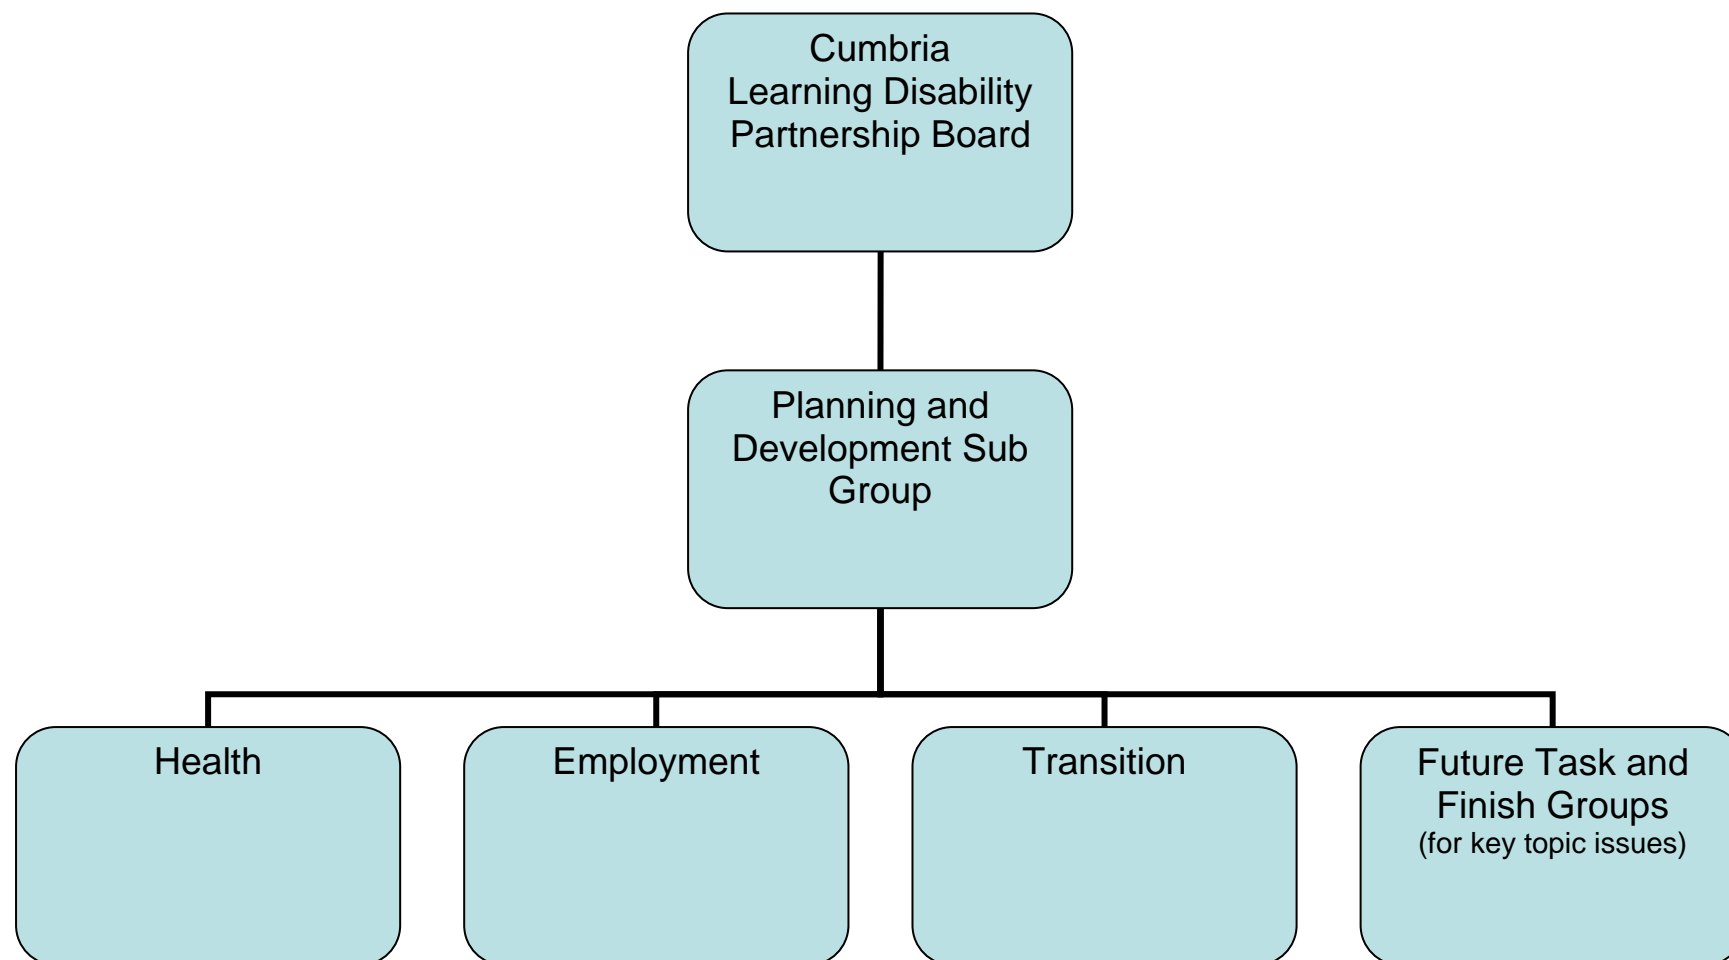 Cumbria
Learning Disability
Partnership Board
Planning and
Development Sub
Group
Health
Employment
Transition
Future Task and
Finish Groups
(for key topic issues)